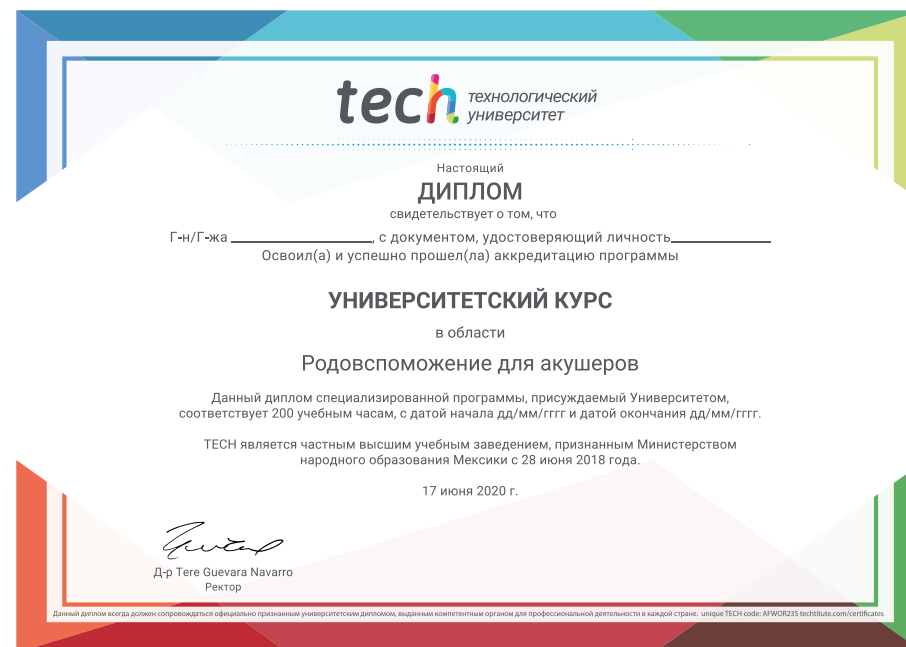 tech технологический
университет
Настоящий
ДИПЛОМ
свидетельствует о том, что
Г-н/Г-жа ____________________, с документом, удостоверяющий личность______________
Освоил(а) и успешно прошел(ла) аккредитацию программы
УНИВЕРСИТЕТСКИЙ КУРС
в области
Родовспоможение для акушеров
Данный диплом специализированной программы, присуждаемый Университетом,
соответствует 200 учебным часам, с датой начала дд/мм/гггг и датой окончания дд/мм/гггг.
TECH является частным высшим учебным заведением, признанным Министерством
народного образования Мексики с 28 июня 2018 года.
17 июня 2020 г.
Д-р Tere Guevara Navarro
Ректор
Данный диплом всегда должен сопровождаться официально признанным университетским дипломом, выданным компетентным органом для профессиональной деятельности в каждой стране. unique TECH code: AFWOR23S techtitute.com/certificates